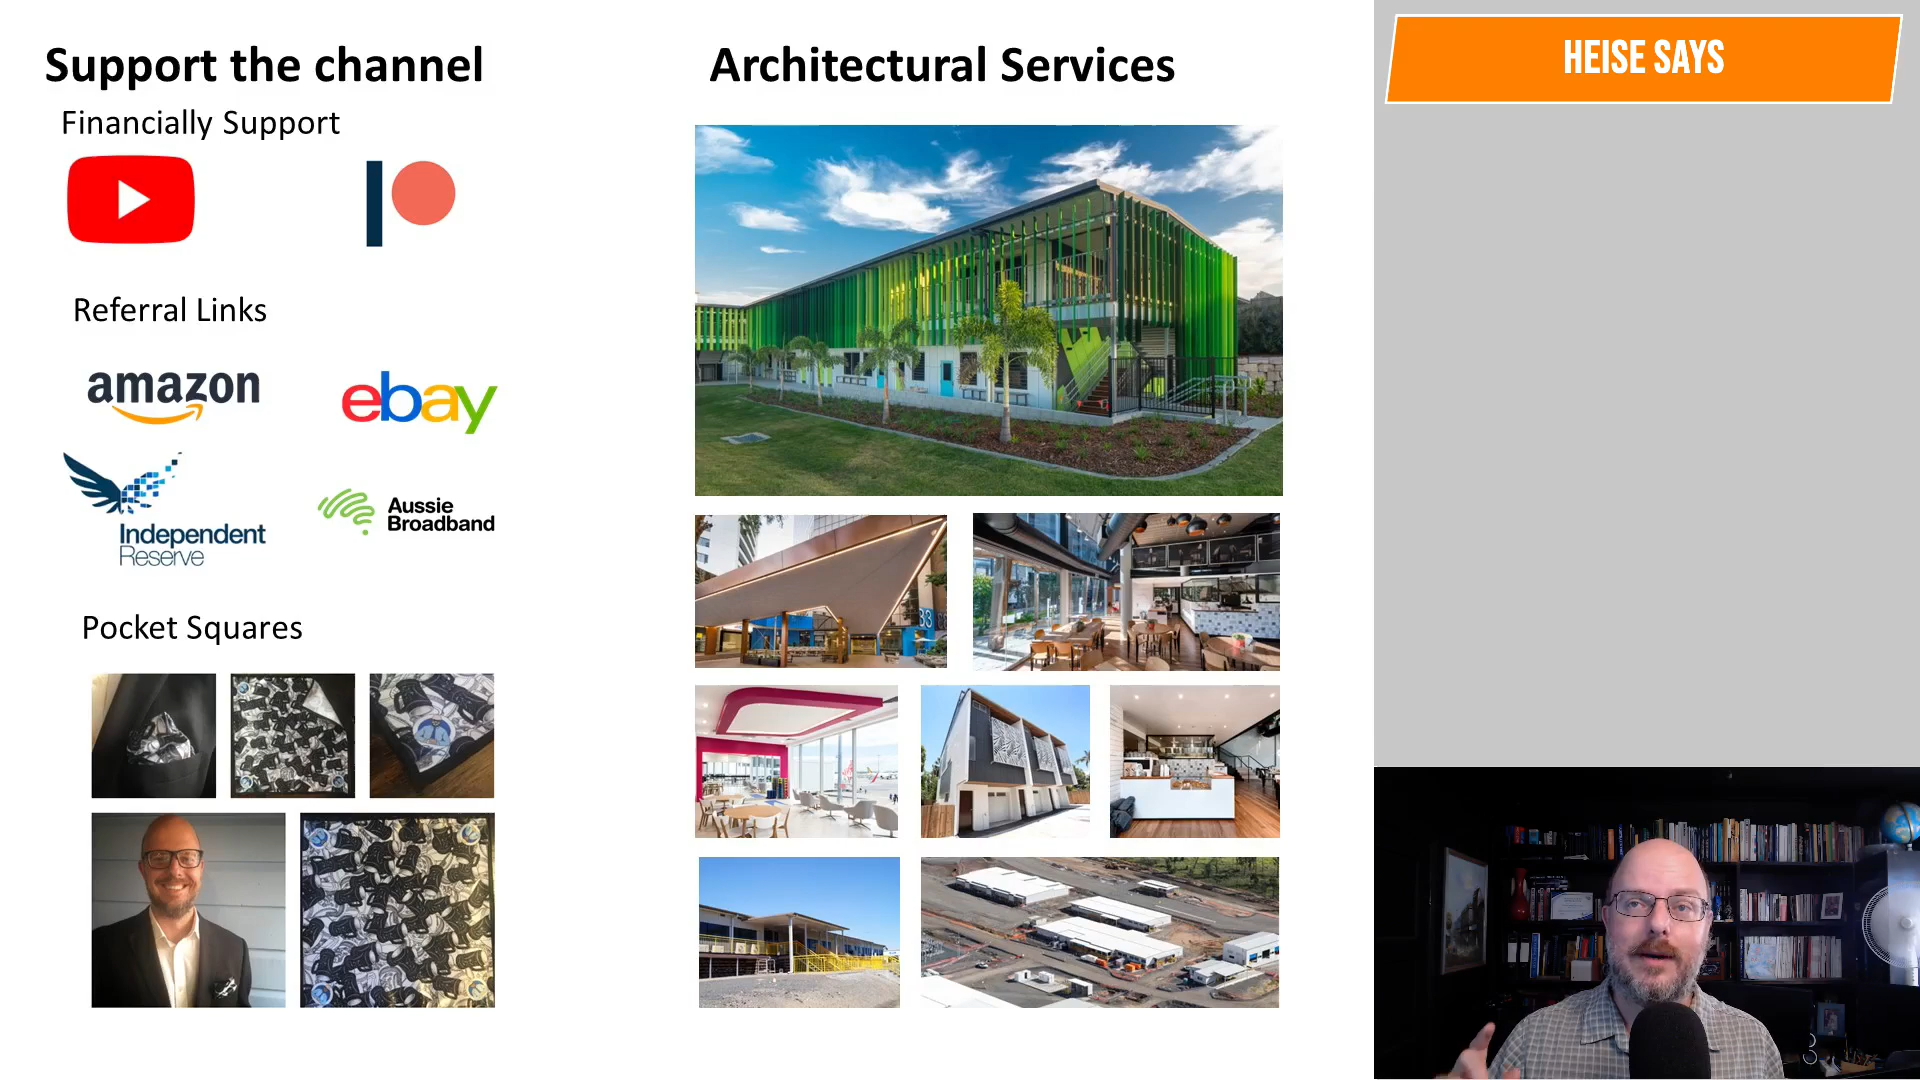 Support the channel
Financially Support
Referral Links
amazon
ebay
Independent
Reserve
Aussie
Broadband
Pocket Squares
Architectural Services
33
HEISE SAYS